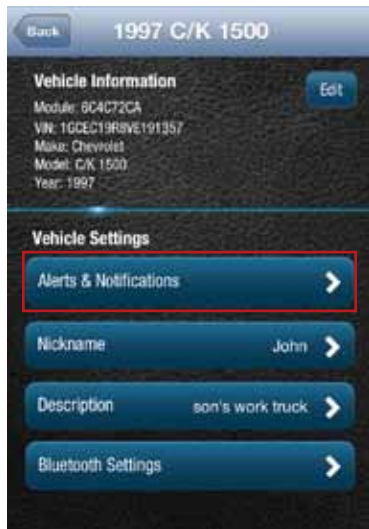 Back 1997 C/K 1500
Vehicle Information
Edit
Module: 6C4C72CA
VIN: 1GCEC19R8VE191357
Make: Chevrolet
Model: C/K 1500
Year: 1997
Vehicle Settings
Alerts & Notifications
Nickname John
Description son's work truck
Bluetooth Settings